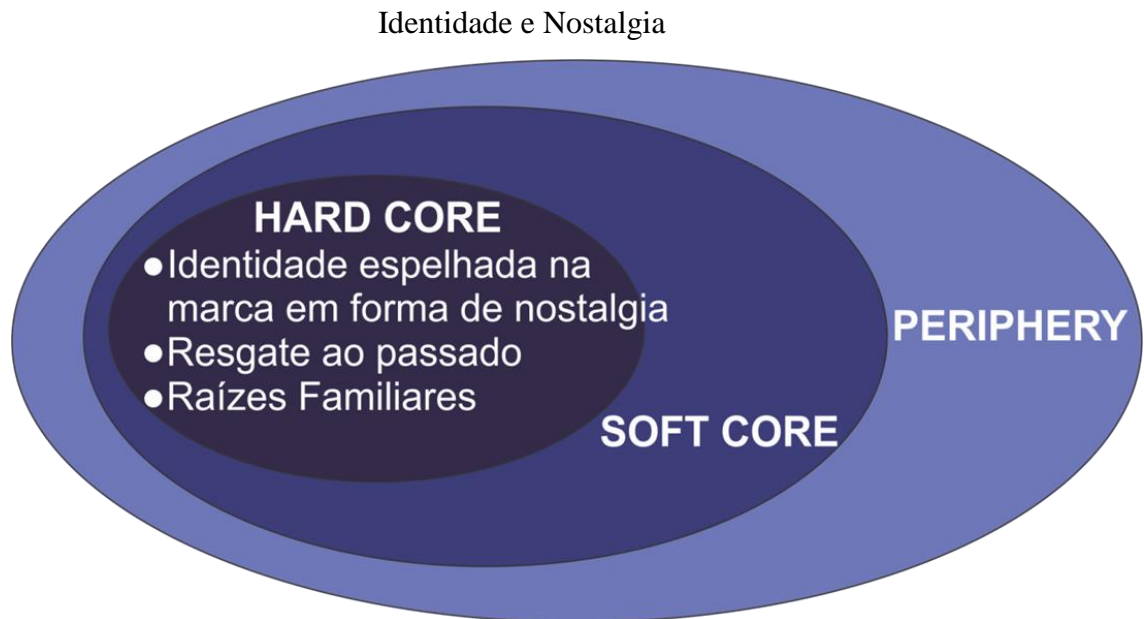 Identidade e Nostalgia
HARD CORE
●Identidade espelhada na
marca em forma de nostalgia
●Resgate ao passado
●Raízes Familiares
PERIPHERY
SOFT CORE